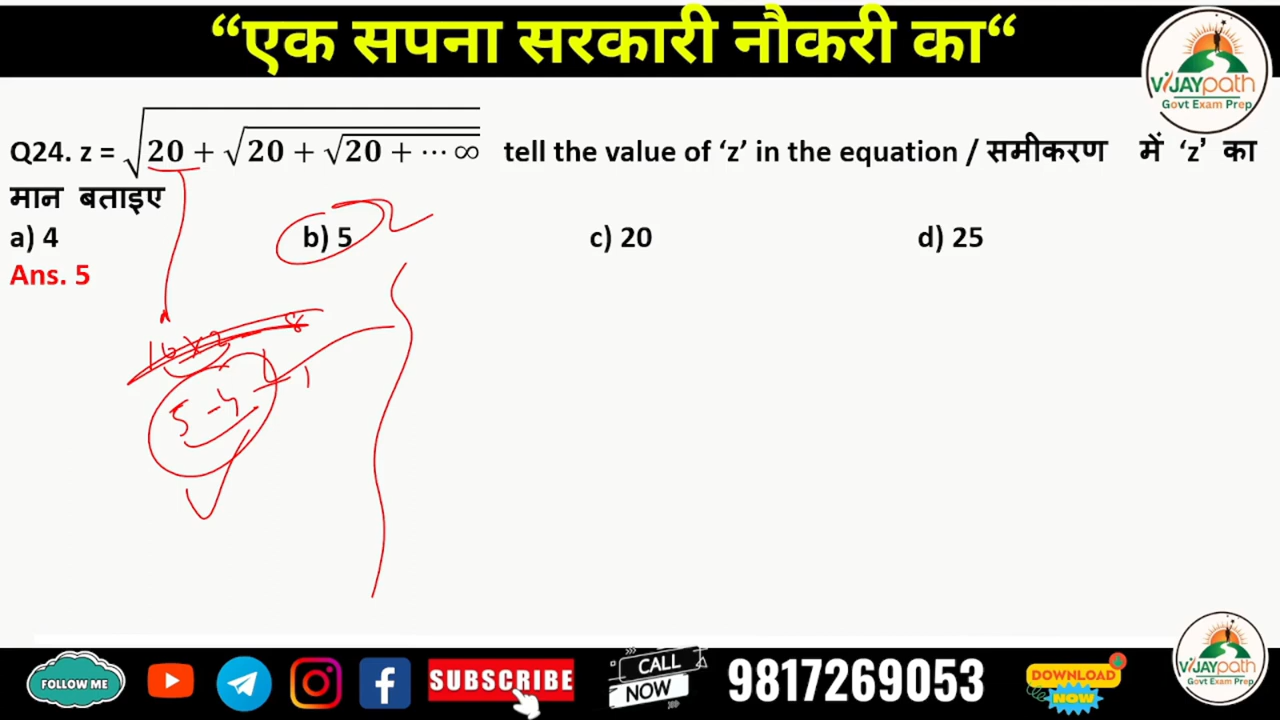 “एक सपना सरकारी नौकरी का“
VIJAYpath
Govt Exam Prep
Q24. z = √(20 + √(20 + √(20 + ⋯ ∞))) tell the value of ‘z’ in the equation / समीकरण में ‘z’ का
मान बताइए
a) 4 b) 5 c) 20 d) 25
Ans. 5
5 - 4
VIJAYpath
Govt Exam Prep
FOLLOW ME SUBSCRIBE CALL NOW 9817269053 DOWNLOAD NOW